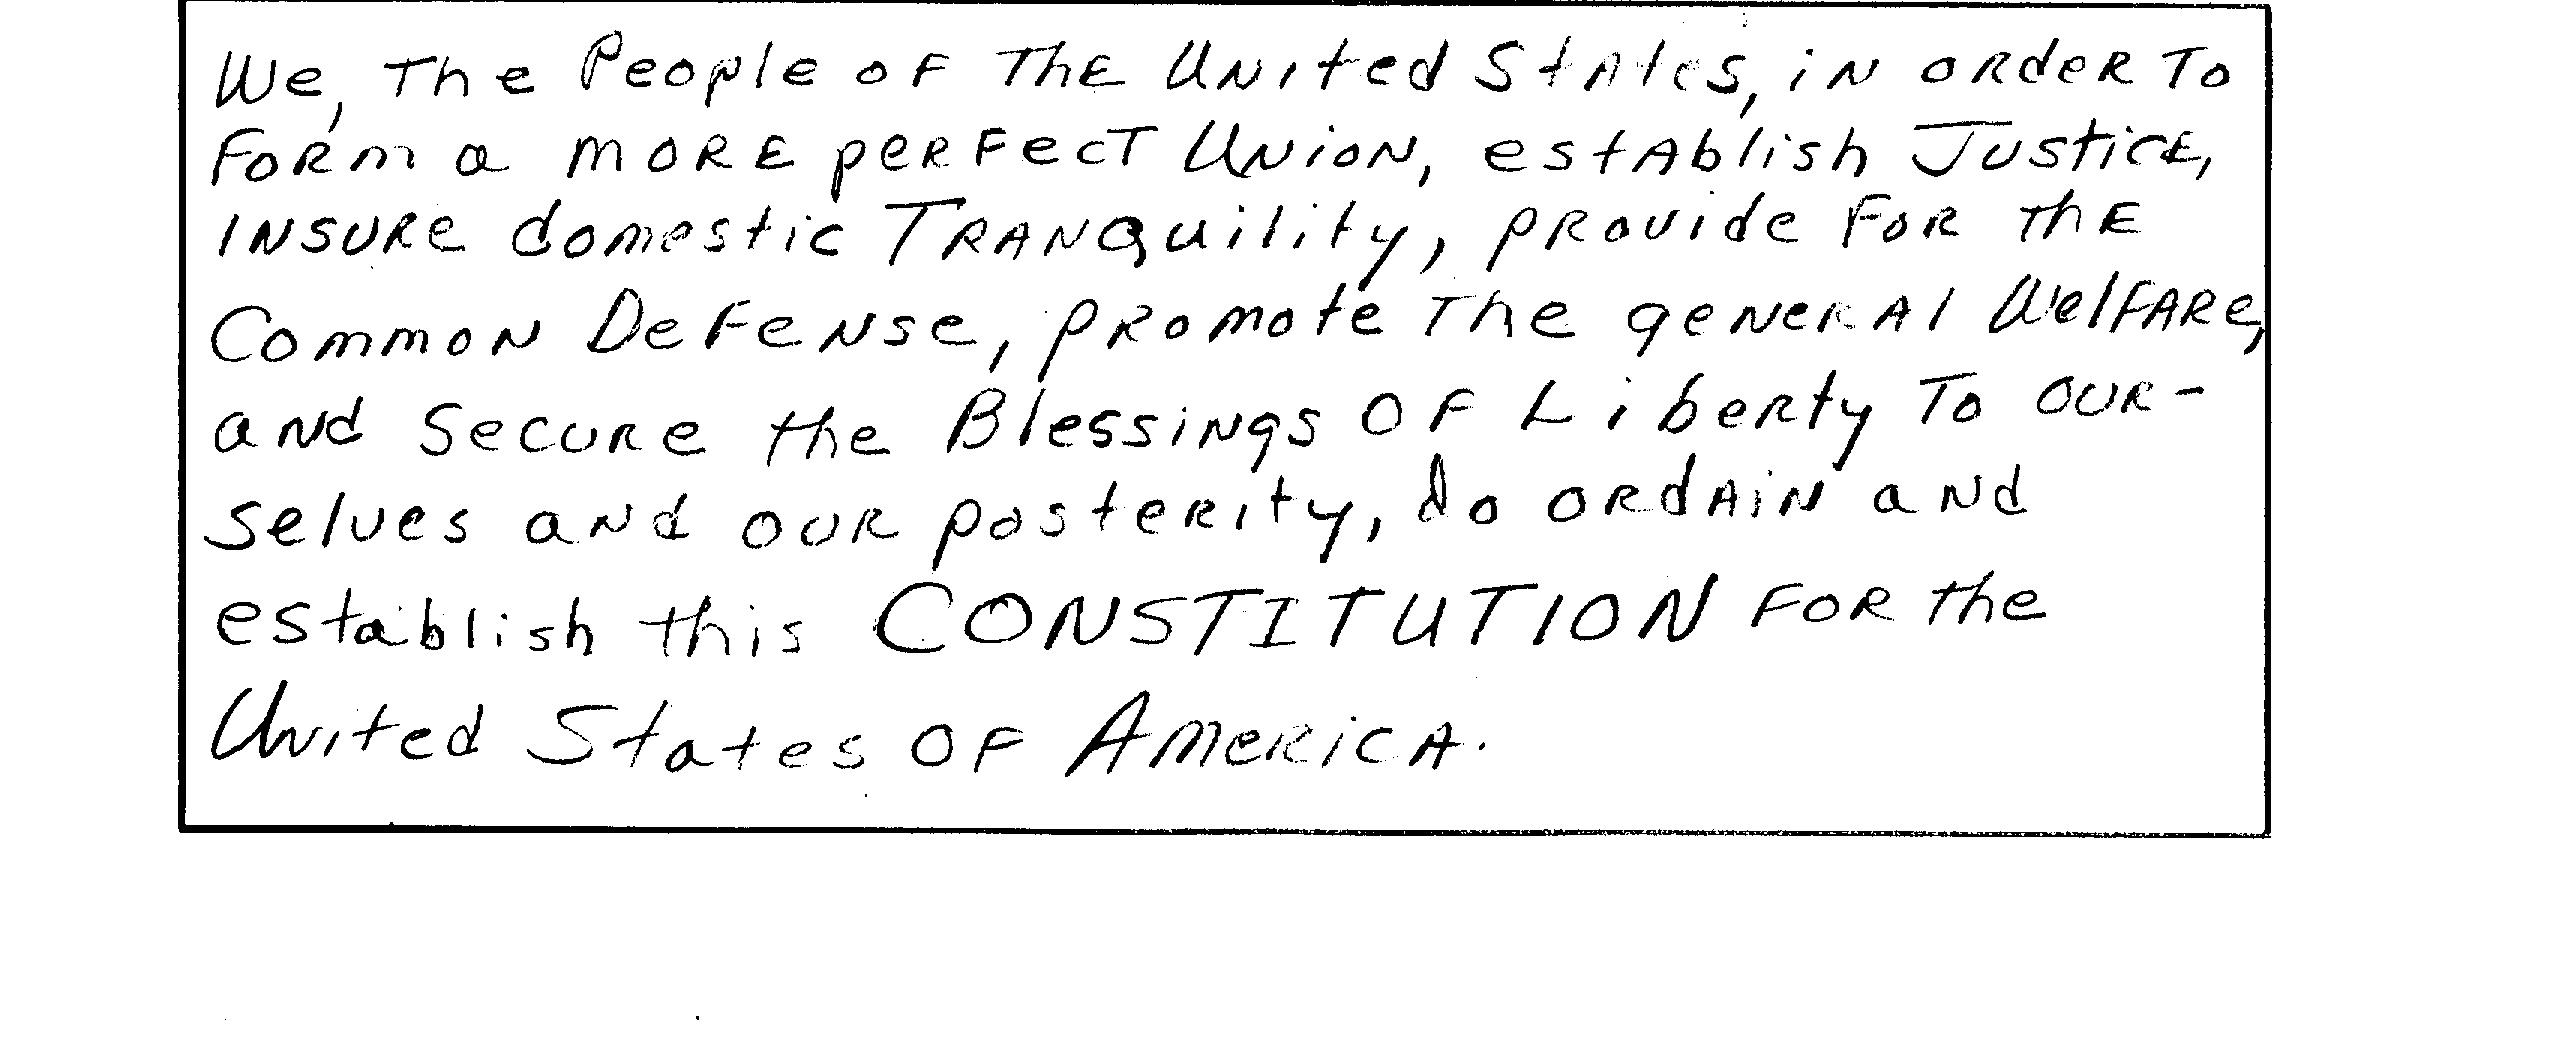 We, The People of The United States, in order To
form a more perfect Union, establish Justice,
insure domestic Tranquility, provide for the
Common Defense, promote The general Welfare,
and secure the Blessings of Liberty To our-
selves and our posterity, do ordain and
establish this CONSTITUTION for the
United States of America.